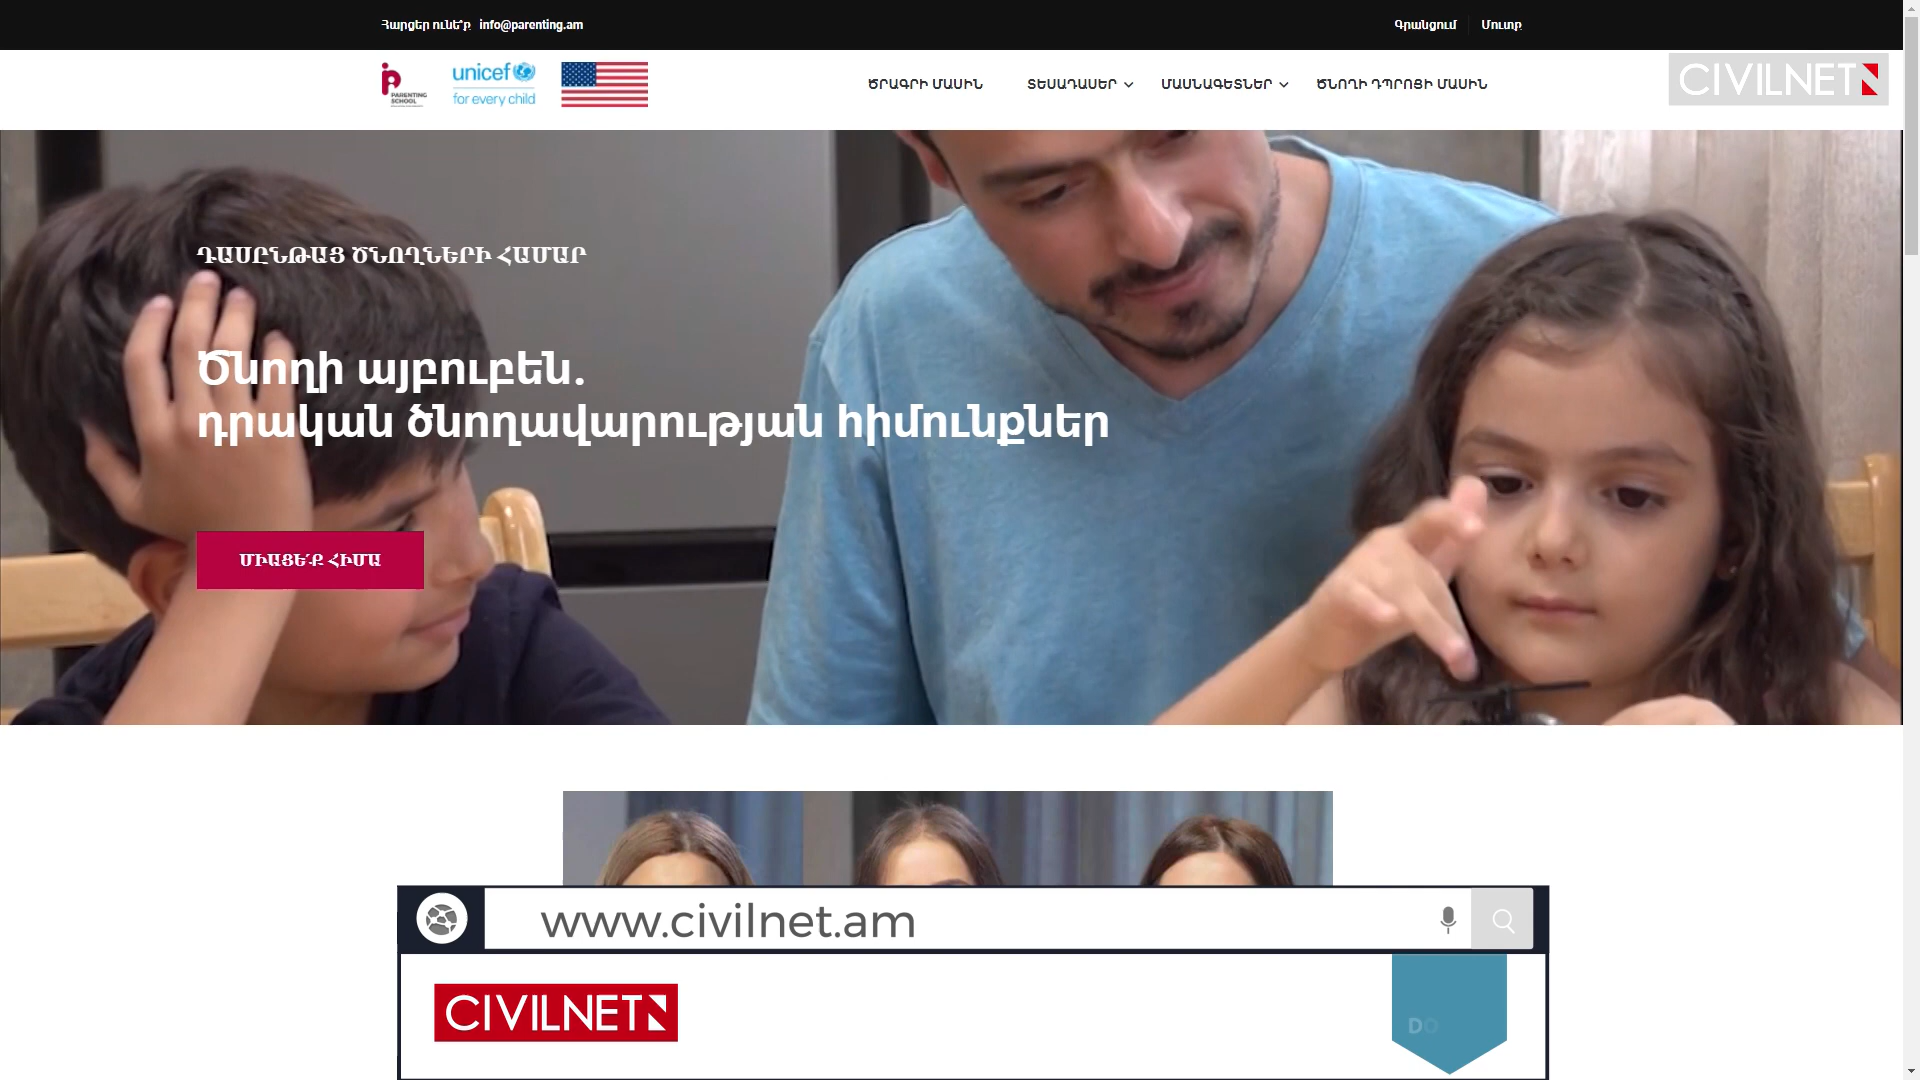 Հարցեր ունե՞ք info@parenting.am
Գրանցում
Մուտք
PARENTING
SCHOOL
unicef
for every child
ԾՐԱԳՐԻ ՄԱՍԻՆ
ՏԵՍԱԴԱՍԵՐ
ՄԱՍՆԱԳԵՏՆԵՐ
ԾՆՈՂԻ ԴՊՐՈՑԻ ՄԱՍԻՆ
CIVILNET
ԴԱՍԸՆԹԱՑ ԾՆՈՂՆԵՐԻ ՀԱՄԱՐ
Ծնողի այբուբեն.
դրական ծնողավարության հիմունքներ
ՄԻԱՑԵ՛Ք ՀԻՄԱ
www.civilnet.am
CIVILNET
DO